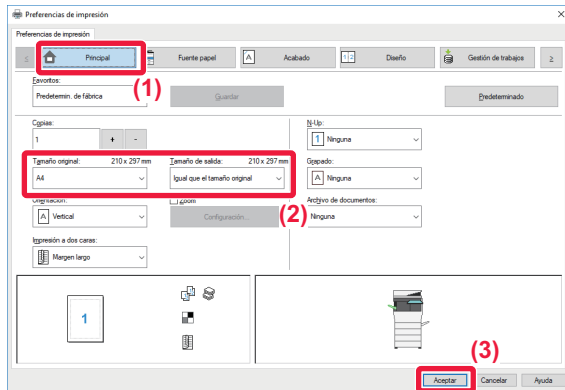 Preferencias de impresión
Preferencias de impresión
Principal
Fuente papel
A Acabado
1 2 Diseño
Gestión de trabajos
(1)
Favoritos:
Predetermin. de fábrica
Guardar
Predeterminado
Copias:
1 + -
N-Up:
1 Ninguna
Tamaño original: 210 x 297 mm
Tamaño de salida: 210 x 297 mm
A4
Igual que el tamaño original
Grapado:
A Ninguna
(2)
Orientación:
A Vertical
Zoom
Configuración...
Archivo de documentos:
Ninguna
Impresión a dos caras:
Margen largo
1
(3)
Aceptar
Cancelar
Ayuda